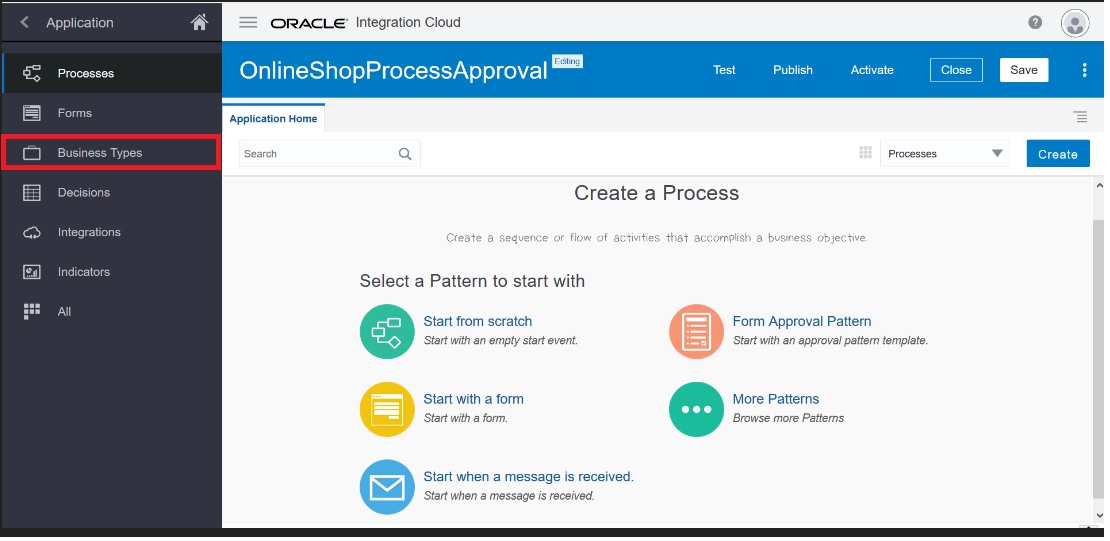 Application
ORACLE Integration Cloud
Processes
Forms
Business Types
Decisions
Integrations
Indicators
All
OnlineShopProcessApproval Editing
Test Publish Activate Close Save
Application Home
Search Processes Create
Create a Process
Create a sequence or flow of activities that accomplish a business objective.
Select a Pattern to start with
Start from scratch
Start with an empty start event.
Form Approval Pattern
Start with an approval pattern template.
Start with a form
Start with a form.
More Patterns
Browse more Patterns
Start when a message is received.
Start when a message is received.